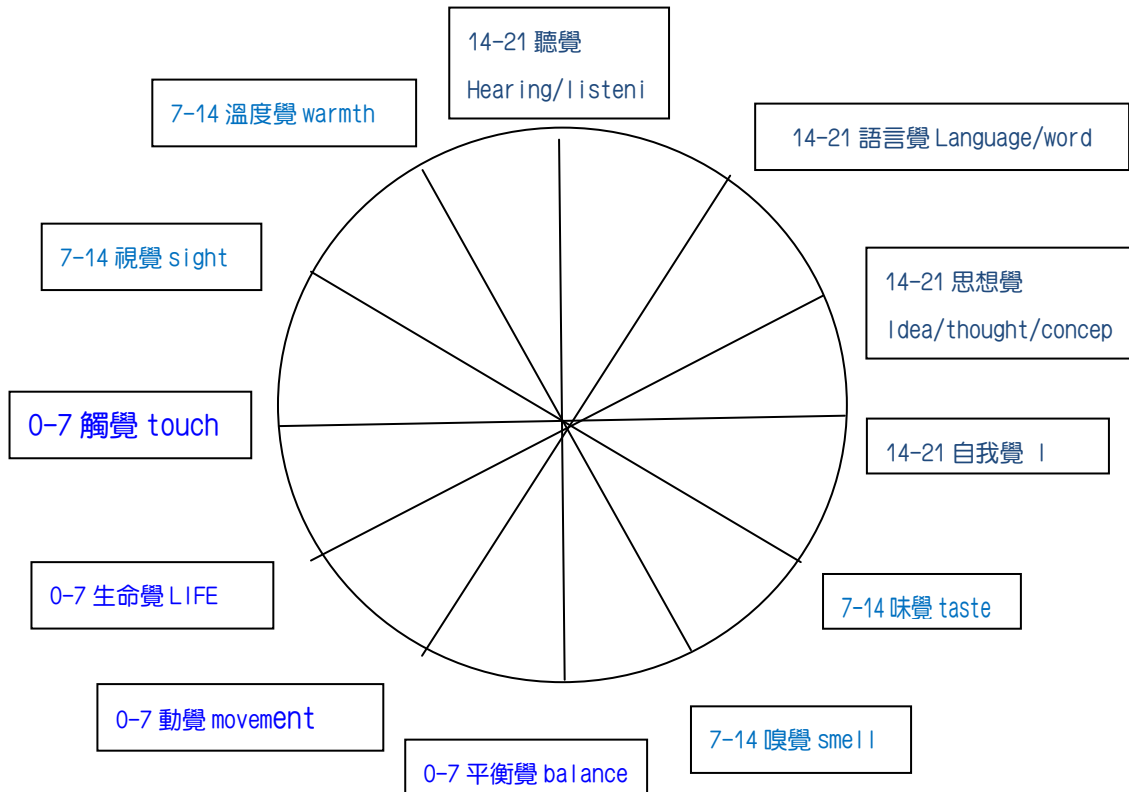 14-21 聽覺
Hearing/listeni
7-14 溫度覺 warmth
14-21 語言覺 Language/word
7-14 視覺 sight
14-21 思想覺
Idea/thought/concep
0-7 觸覺 touch
14-21 自我覺 I
0-7 生命覺 LIFE
7-14 味覺 taste
0-7 動覺 movement
7-14 嗅覺 smell
0-7 平衡覺 balance